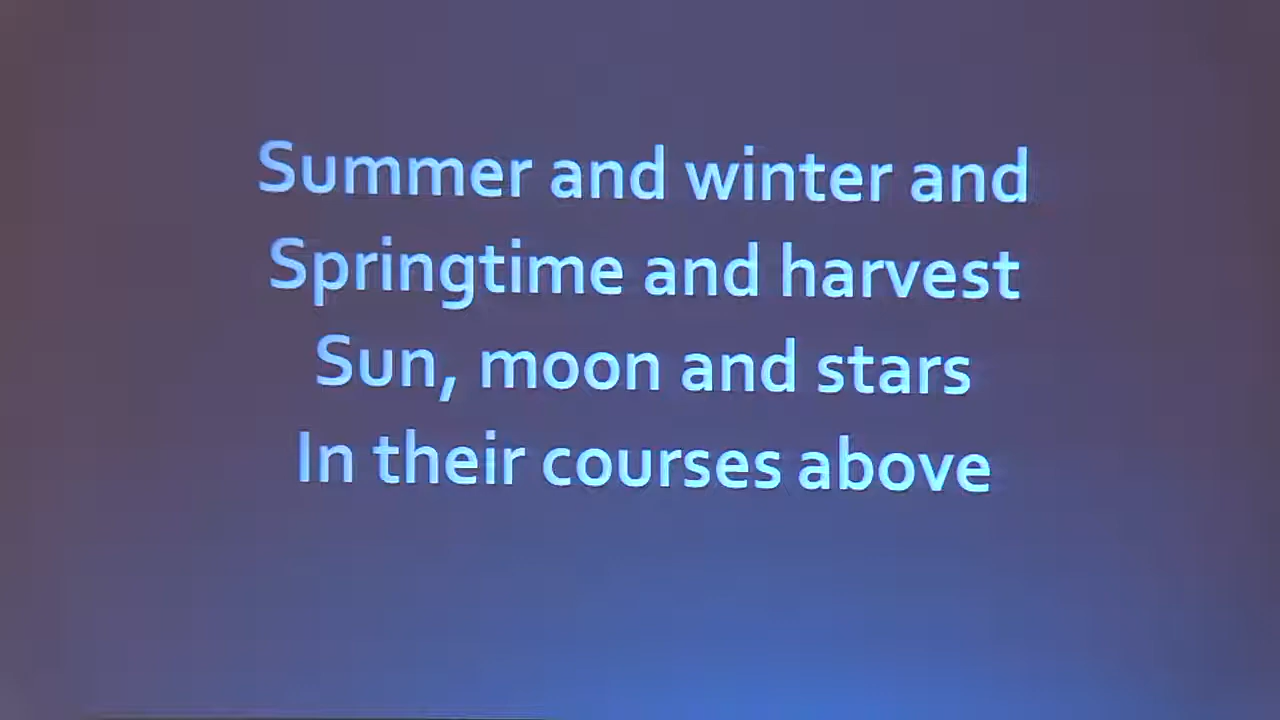 Summer and winter and
Springtime and harvest
Sun, moon and stars
In their courses above